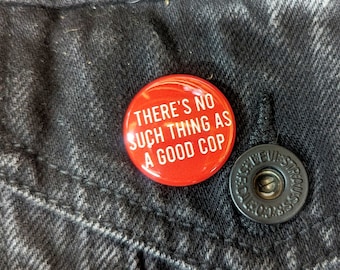 THERE'S NO
SUCH THING AS
A GOOD COP